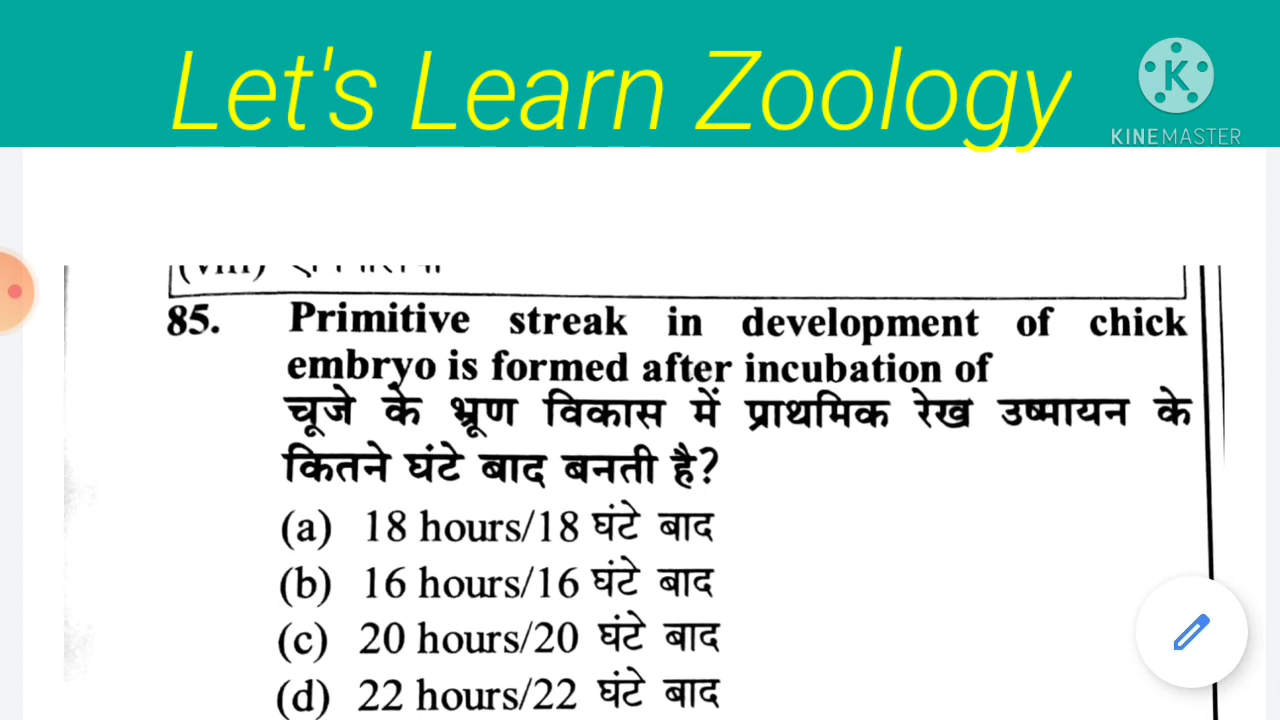 Let's Learn Zoology
K
KINEMASTER
(VIII)
85. Primitive streak in development of chick
embryo is formed after incubation of
चूजे के भ्रूण विकास में प्राथमिक रेख उष्मायन के
कितने घंटे बाद बनती है?
(a) 18 hours/18 घंटे बाद
(b) 16 hours/16 घंटे बाद
(c) 20 hours/20 घंटे बाद
(d) 22 hours/22 घंटे बाद